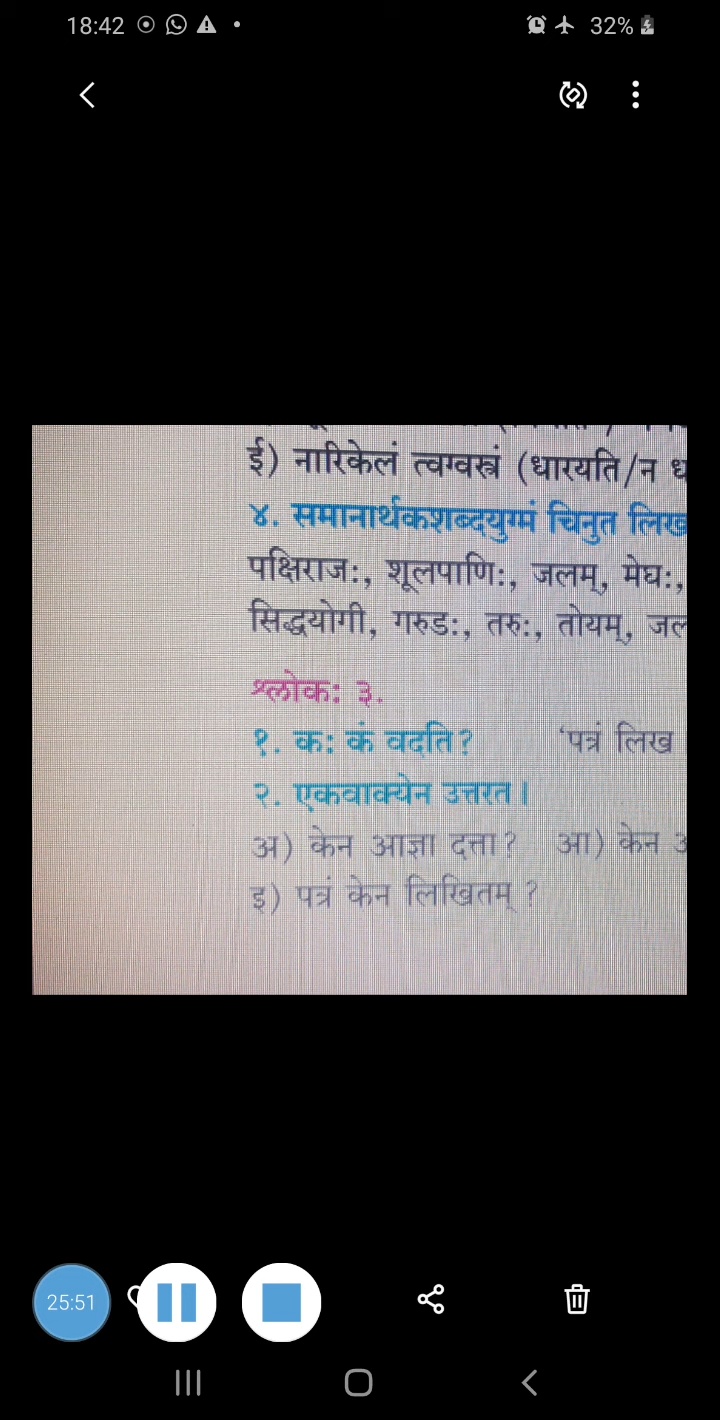 18:42 32%
ई) नारिकेलं त्वग्वस्त्रं (धारयति/न
४. समानार्थकशब्दयुग्मं चिनुत लिख
पक्षिराजः, शूलपाणिः, जलम्, मेघः,
सिद्धयोगी, गरुडः, तरुः, तोयम्, जल
श्लोकः ३.
१. कः कं वदति? 'पत्रं लिख
२. एकवाक्येन उत्तरत।
अ) केन आज्ञा दत्ता? आ) केन
इ) पत्रं केन लिखितम् ?
25:51